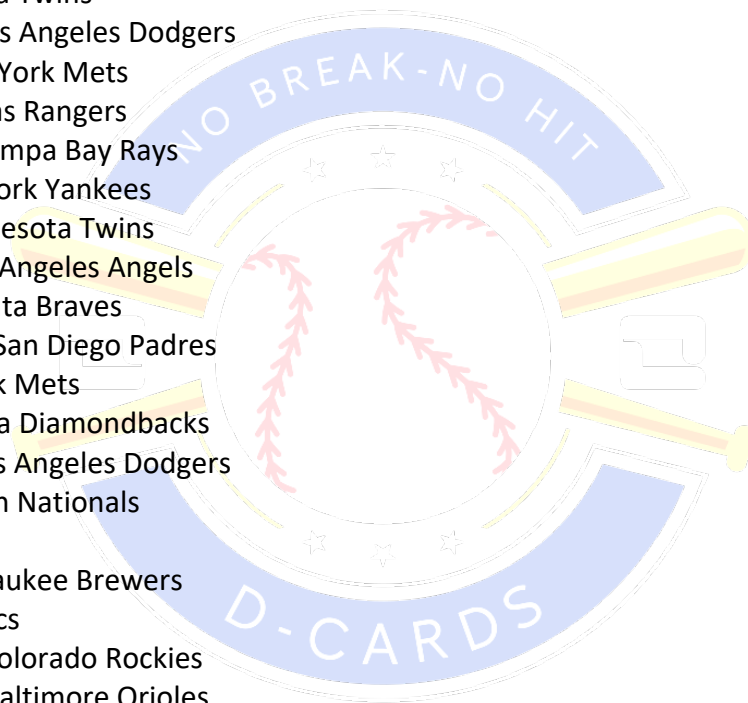 Twins
s Angeles Dodgers
York Mets
as Rangers
mpa Bay Rays
ork Yankees
esota Twins
Angeles Angels
ta Braves
San Diego Padres
k Mets
a Diamondbacks
s Angeles Dodgers
n Nationals
aukee Brewers
cs
olorado Rockies
altimore Orioles
NO BREAK-NO HIT
D-CARDS